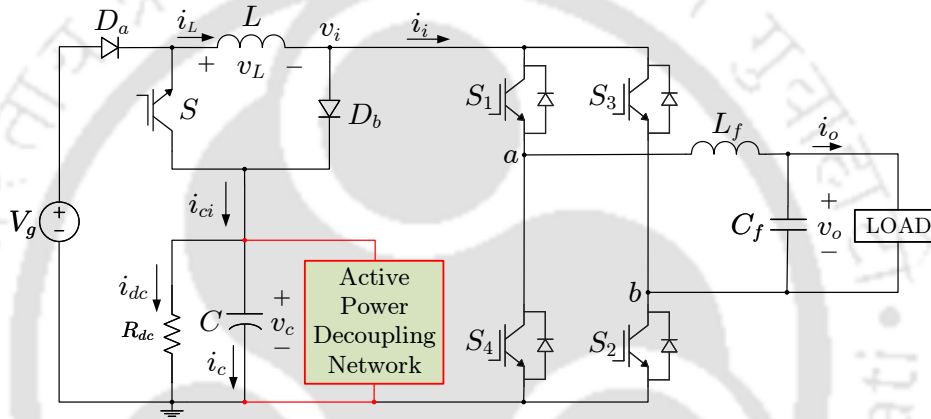 D_a
i_L
L
v_i
i_i
+ v_L −
S
D_b
S_1
S_3
L_f
i_o
a
i_ci
V_g
+
−
C_f
+
v_o
−
LOAD
b
i_dc
R_dc
C
+
v_c
−
i_c
Active
Power
Decoupling
Network
S_4
S_2